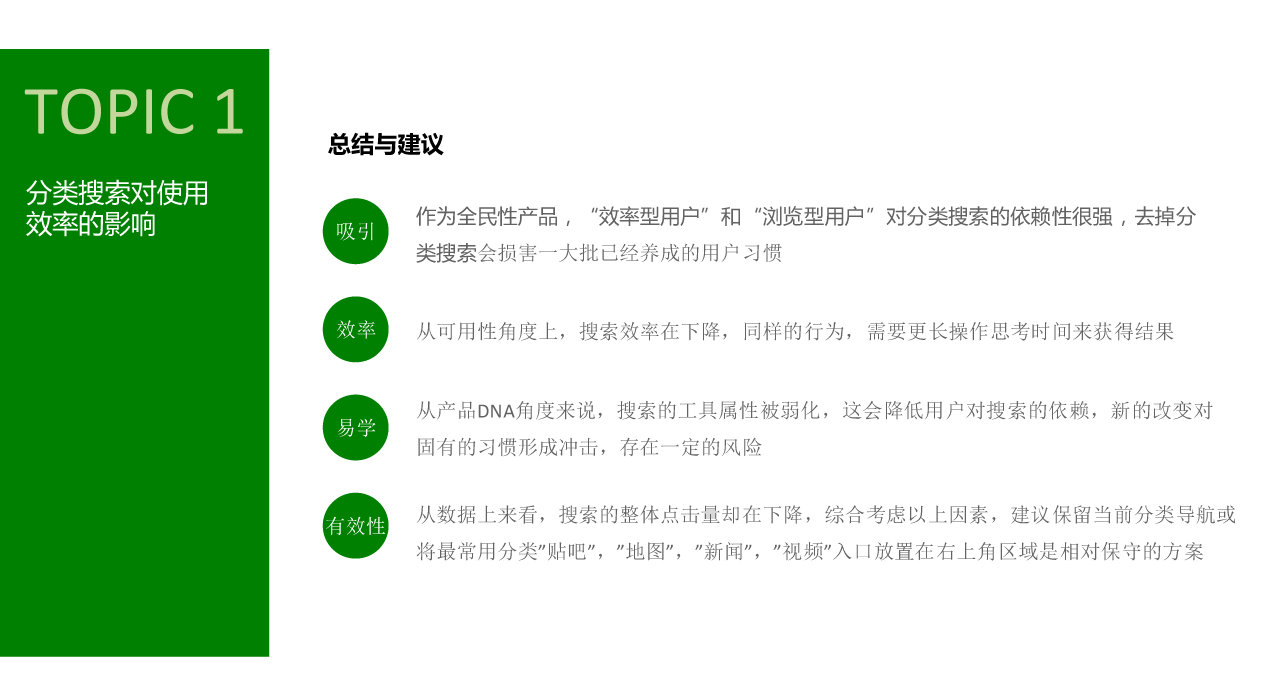 TOPIC 1
分类搜索对使用
效率的影响
总结与建议
吸引
作为全民性产品，“效率型用户”和“浏览型用户”对分类搜索的依赖性很强，去掉分
类搜索会损害一大批已经养成的用户习惯
效率
从可用性角度上，搜索效率在下降，同样的行为，需要更长操作思考时间来获得结果
易学
从产品DNA角度来说，搜索的工具属性被弱化，这会降低用户对搜索的依赖，新的改变对
固有的习惯形成冲击，存在一定的风险
有效性
从数据上来看，搜索的整体点击量却在下降，综合考虑以上因素，建议保留当前分类导航或
将最常用分类”贴吧”，”地图”，”新闻”，”视频”入口放置在右上角区域是相对保守的方案